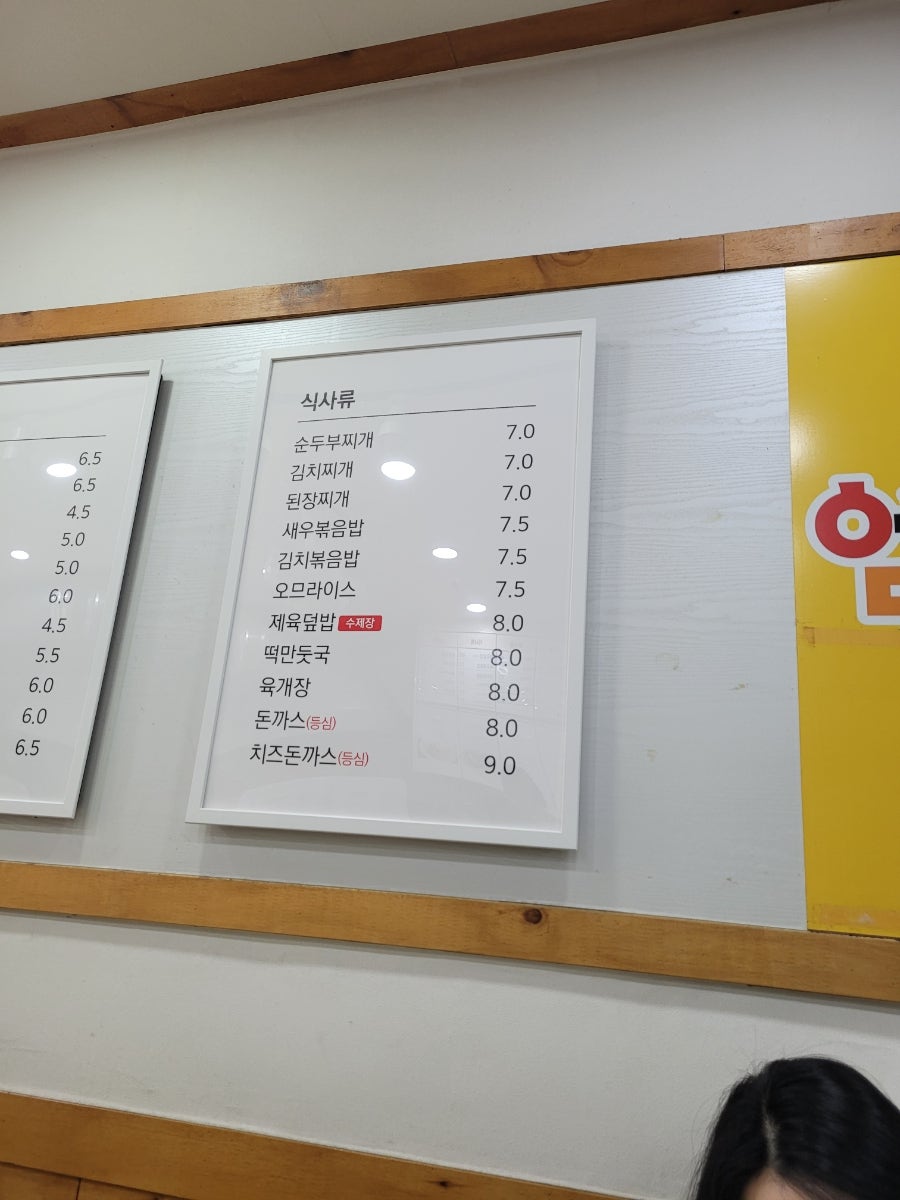 6.5
6.5
4.5
5.0
5.0
6.0
4.5
5.5
6.0
6.0
6.5
식사류
순두부찌개 7.0
김치찌개 7.0
된장찌개 7.0
새우볶음밥 7.5
김치볶음밥 7.5
오므라이스 7.5
제육덮밥 수제장 8.0
떡만둣국 8.0
육개장 8.0
돈까스(등심) 8.0
치즈돈까스(등심) 9.0